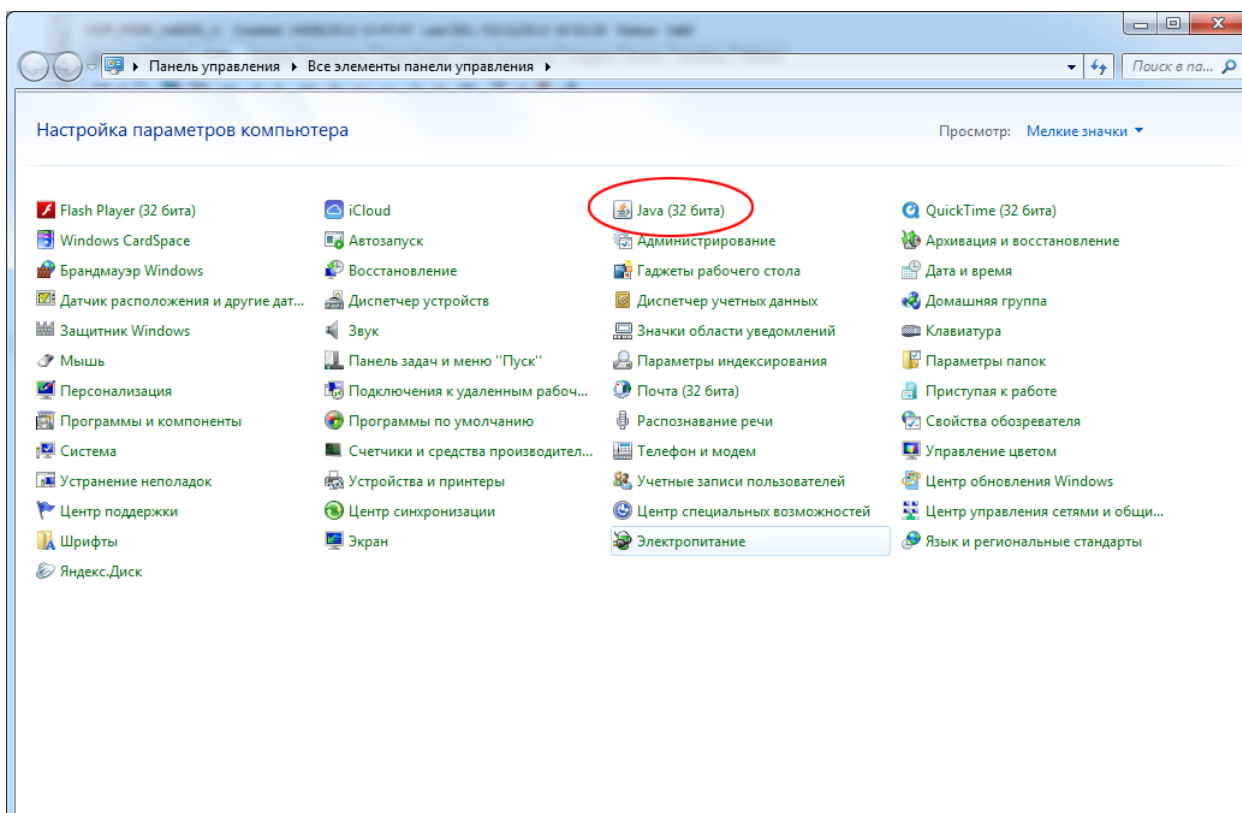 Панель управления ▸ Все элементы панели управления ▸
Поиск в па...
Настройка параметров компьютера
Просмотр: Мелкие значки
Flash Player (32 бита) iCloud Java (32 бита) QuickTime (32 бита)
Windows CardSpace Автозапуск Администрирование Архивация и восстановление
Брандмауэр Windows Восстановление Гаджеты рабочего стола Дата и время
Датчик расположения и другие дат... Диспетчер устройств Диспетчер учетных данных Домашняя группа
Защитник Windows Звук Значки области уведомлений Клавиатура
Мышь Панель задач и меню "Пуск" Параметры индексирования Параметры папок
Персонализация Подключения к удаленным рабоч... Почта (32 бита) Приступая к работе
Программы и компоненты Программы по умолчанию Распознавание речи Свойства обозревателя
Система Счетчики и средства производител... Телефон и модем Управление цветом
Устранение неполадок Устройства и принтеры Учетные записи пользователей Центр обновления Windows
Центр поддержки Центр синхронизации Центр специальных возможностей Центр управления сетями и общи...
Шрифты Экран Электропитание Язык и региональные стандарты
Яндекс.Диск